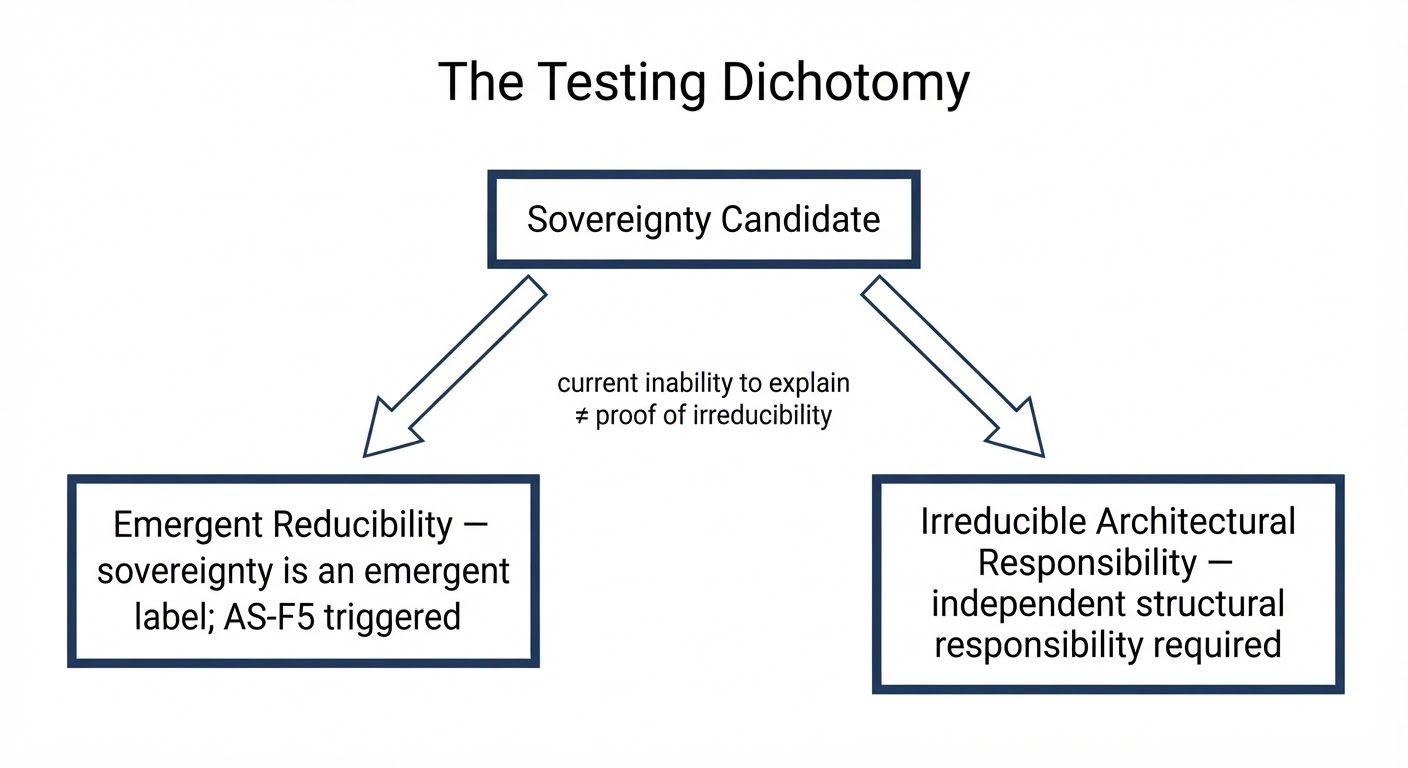 The Testing Dichotomy
Sovereignty Candidate
current inability to explain
≠ proof of irreducibility
Emergent Reducibility —
sovereignty is an emergent
label; AS-F5 triggered
Irreducible Architectural
Responsibility —
independent structural
responsibility required